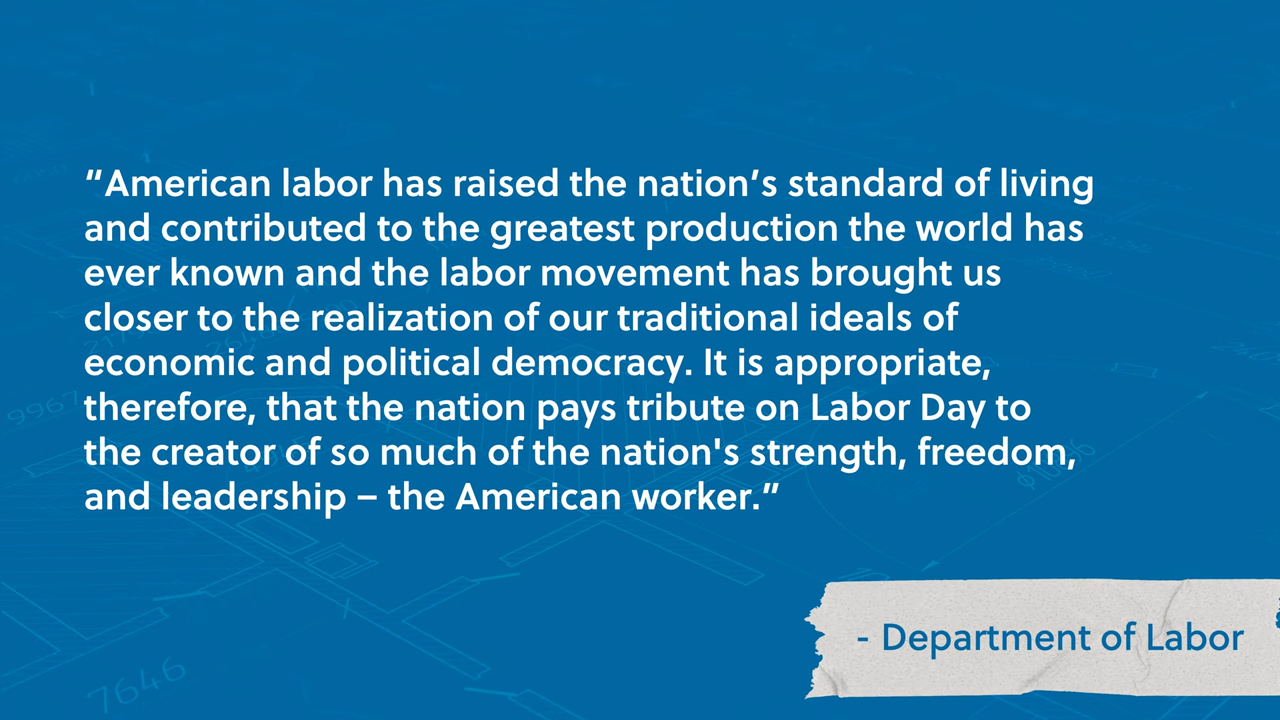 “American labor has raised the nation’s standard of living
and contributed to the greatest production the world has
ever known and the labor movement has brought us
closer to the realization of our traditional ideals of
economic and political democracy. It is appropriate,
therefore, that the nation pays tribute on Labor Day to
the creator of so much of the nation's strength, freedom,
and leadership – the American worker.”
9967
7646
- Department of Labor